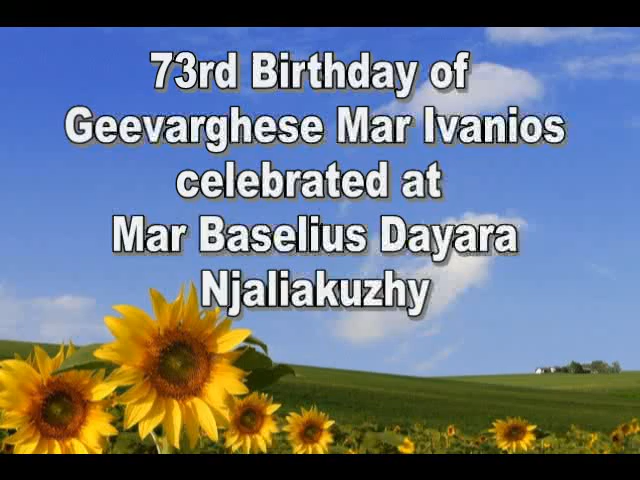 73rd Birthday of
Geevarghese Mar Ivanios
celebrated at
Mar Baselius Dayara
Njaliakuzhy